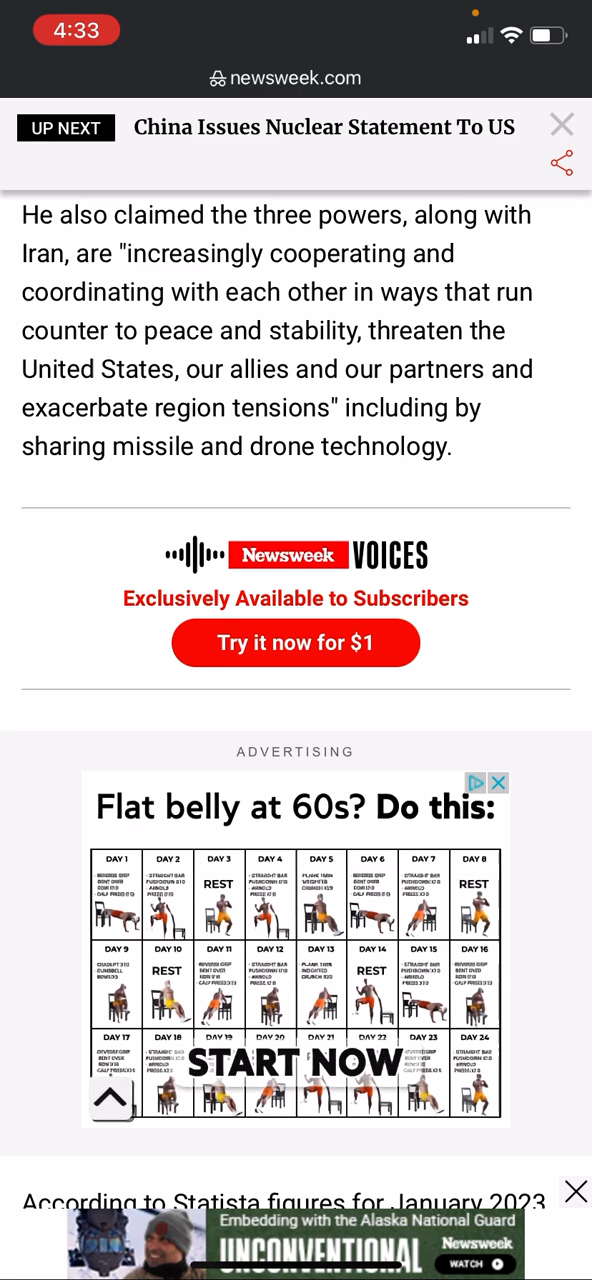 4:33
newsweek.com
UP NEXT
China Issues Nuclear Statement To US
He also claimed the three powers, along with
Iran, are "increasingly cooperating and
coordinating with each other in ways that run
counter to peace and stability, threaten the
United States, our allies and our partners and
exacerbate region tensions" including by
sharing missile and drone technology.
Newsweek VOICES
Exclusively Available to Subscribers
Try it now for $1
ADVERTISING
Flat belly at 60s? Do this:
DAY 1 DAY 2 DAY 3 DAY 4 DAY 5 DAY 6 DAY 7 DAY 8
REST REST
DAY 9 DAY 10 DAY 11 DAY 12 DAY 13 DAY 14 DAY 15 DAY 16
REST REST
DAY 17 DAY 18 DAY 19 DAY 20 DAY 21 DAY 22 DAY 23 DAY 24
START NOW
According to Statista figures for January 2023
Embedding with the Alaska National Guard
UNCONVENTIONAL
Newsweek
WATCH